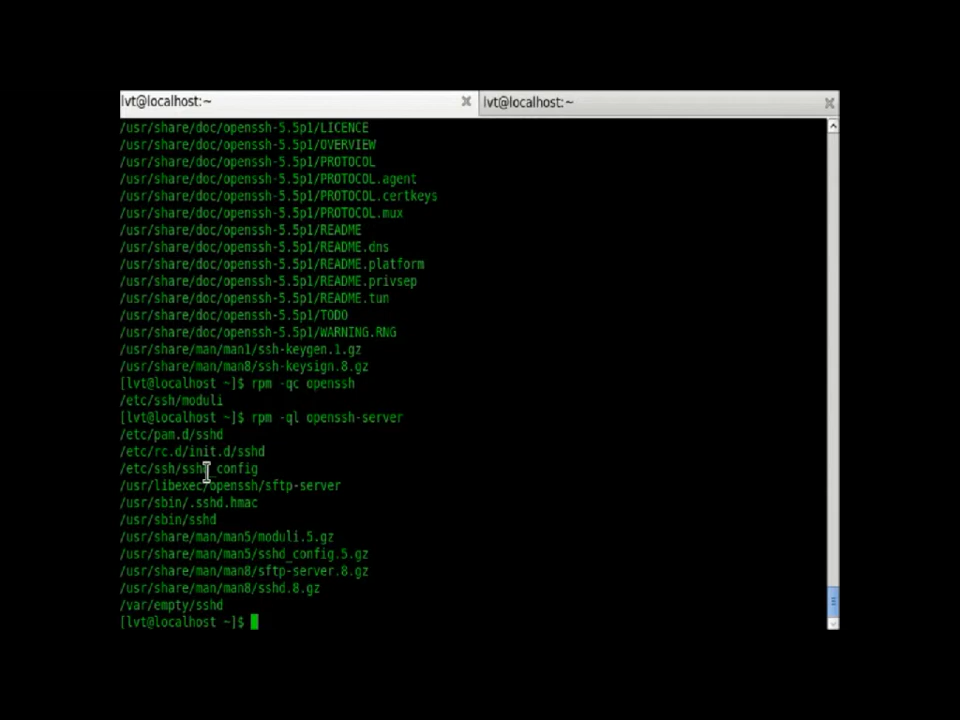 lvt@localhost:~
lvt@localhost:~
/usr/share/doc/openssh-5.5p1/LICENCE
/usr/share/doc/openssh-5.5p1/OVERVIEW
/usr/share/doc/openssh-5.5p1/PROTOCOL
/usr/share/doc/openssh-5.5p1/PROTOCOL.agent
/usr/share/doc/openssh-5.5p1/PROTOCOL.certkeys
/usr/share/doc/openssh-5.5p1/PROTOCOL.mux
/usr/share/doc/openssh-5.5p1/README
/usr/share/doc/openssh-5.5p1/README.dns
/usr/share/doc/openssh-5.5p1/README.platform
/usr/share/doc/openssh-5.5p1/README.privsep
/usr/share/doc/openssh-5.5p1/README.tun
/usr/share/doc/openssh-5.5p1/TODO
/usr/share/doc/openssh-5.5p1/WARNING.RNG
/usr/share/man/man1/ssh-keygen.1.gz
/usr/share/man/man8/ssh-keysign.8.gz
[lvt@localhost ~]$ rpm -qc openssh
/etc/ssh/moduli
[lvt@localhost ~]$ rpm -ql openssh-server
/etc/pam.d/sshd
/etc/rc.d/init.d/sshd
/etc/ssh/sshd_config
/usr/libexec/openssh/sftp-server
/usr/sbin/.sshd.hmac
/usr/sbin/sshd
/usr/share/man/man5/moduli.5.gz
/usr/share/man/man5/sshd_config.5.gz
/usr/share/man/man8/sftp-server.8.gz
/usr/share/man/man8/sshd.8.gz
/var/empty/sshd
[lvt@localhost ~]$